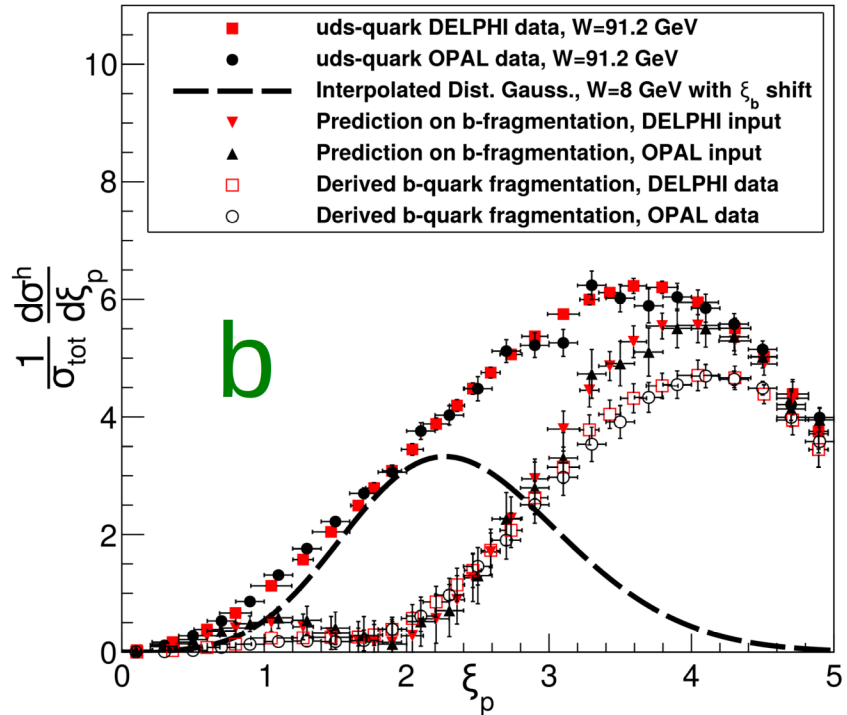 uds-quark DELPHI data, W=91.2 GeV
uds-quark OPAL data, W=91.2 GeV
Interpolated Dist. Gauss., W=8 GeV with ξb shift
Prediction on b-fragmentation, DELPHI input
Prediction on b-fragmentation, OPAL input
Derived b-quark fragmentation, DELPHI data
Derived b-quark fragmentation, OPAL data
10
8
6
4
2
0
1/σtot dσʰ/dξp
b
0 1 2 3 4 5
ξp